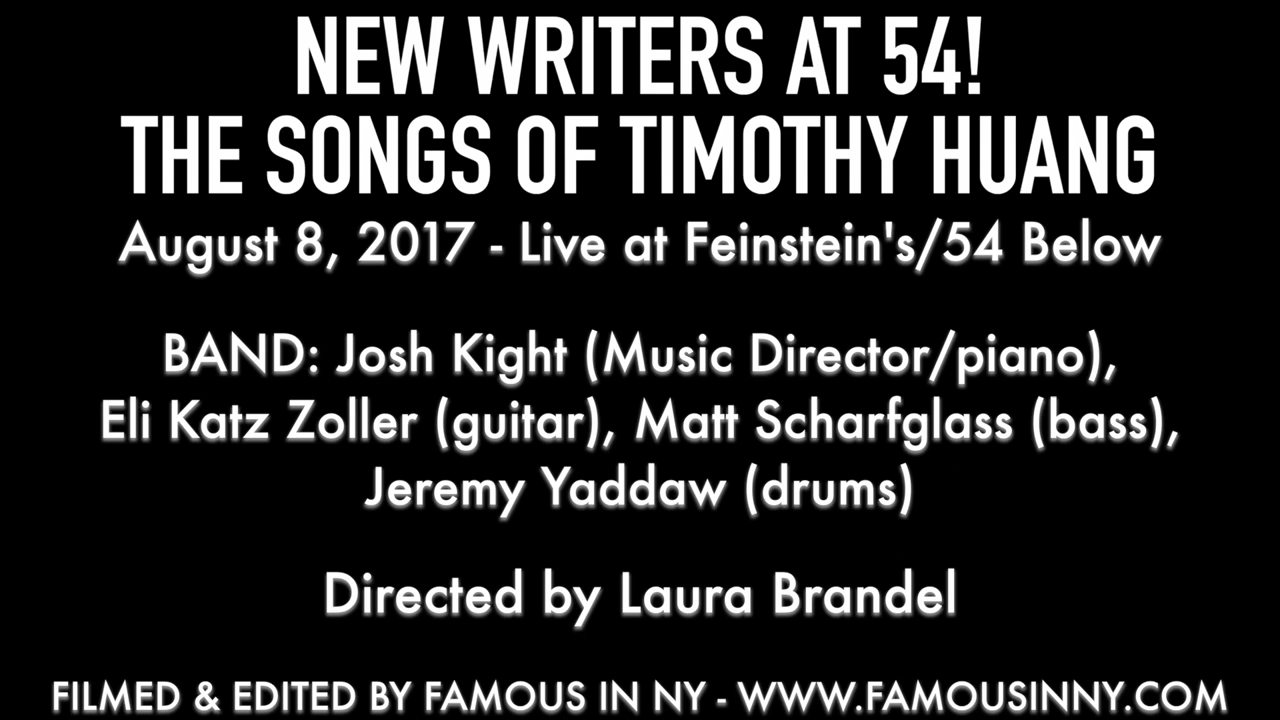 NEW WRITERS AT 54!
THE SONGS OF TIMOTHY HUANG
August 8, 2017 - Live at Feinstein's/54 Below
BAND: Josh Kight (Music Director/piano),
Eli Katz Zoller (guitar), Matt Scharfglass (bass),
Jeremy Yaddaw (drums)
Directed by Laura Brandel
FILMED & EDITED BY FAMOUS IN NY - WWW.FAMOUSINNY.COM